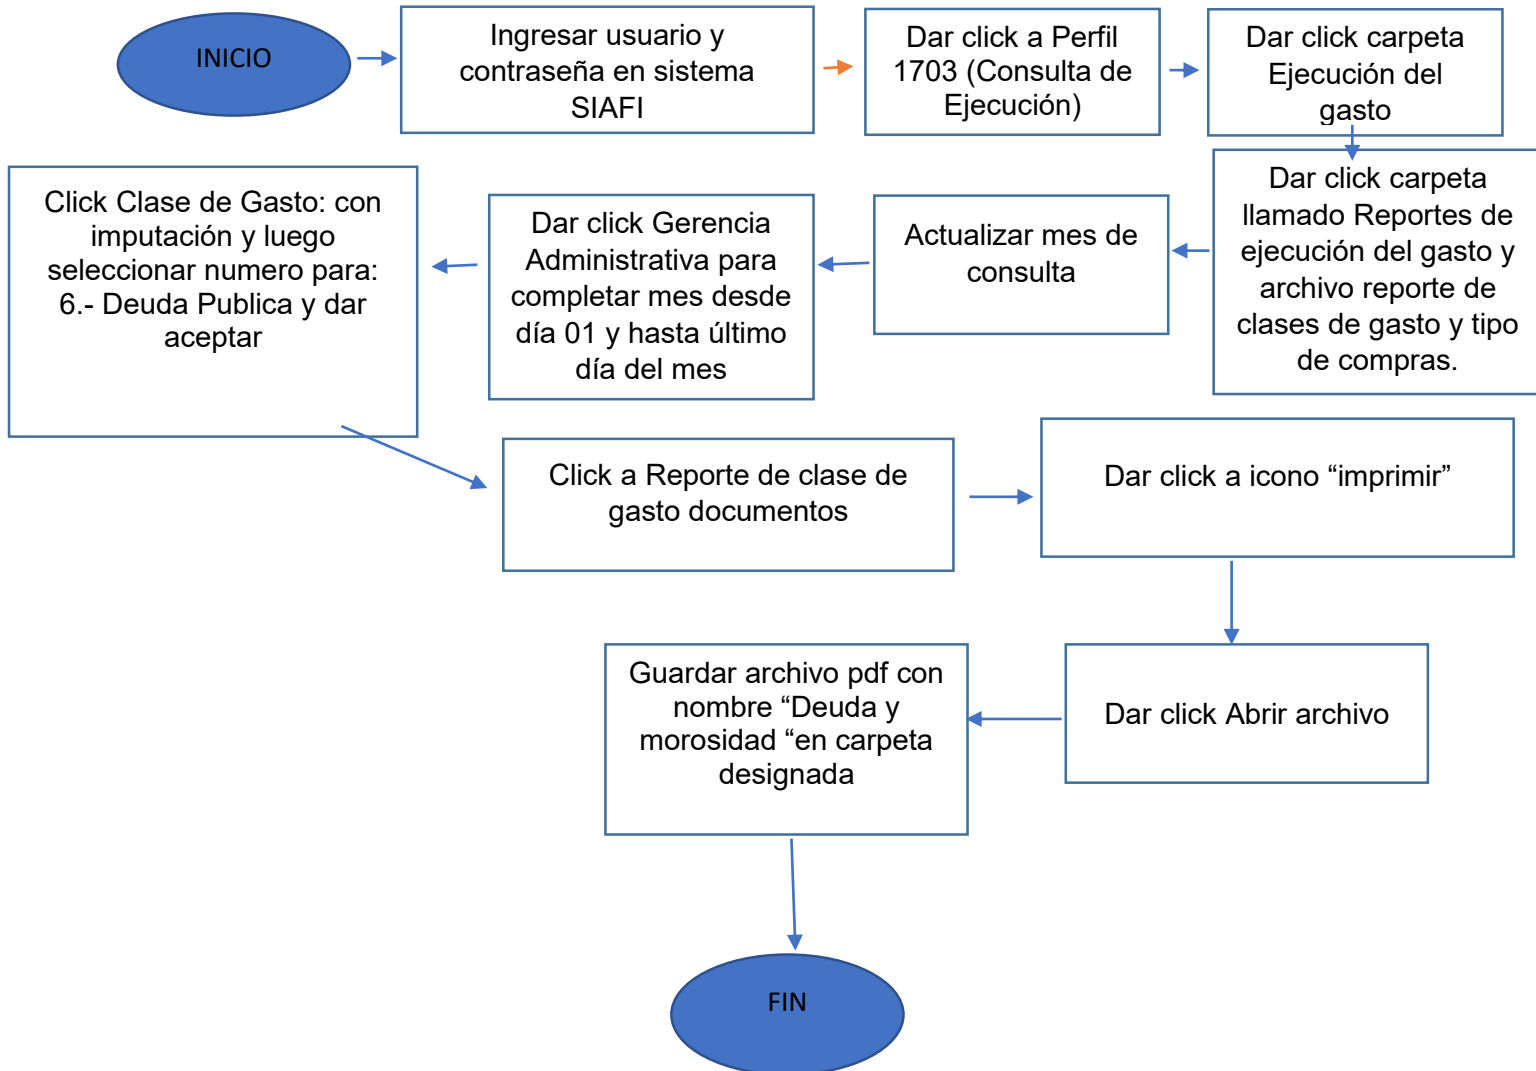 INICIO
Ingresar usuario y
contraseña en sistema
SIAFI
Dar click a Perfil
1703 (Consulta de
Ejecución)
Dar click carpeta
Ejecución del
gasto
Dar click carpeta
llamado Reportes de
ejecución del gasto y
archivo reporte de
clases de gasto y tipo
de compras.
Actualizar mes de
consulta
Dar click Gerencia
Administrativa para
completar mes desde
día 01 y hasta último
día del mes
Click Clase de Gasto: con
imputación y luego
seleccionar numero para:
6.- Deuda Publica y dar
aceptar
Click a Reporte de clase de
gasto documentos
Dar click a icono “imprimir”
Dar click Abrir archivo
Guardar archivo pdf con
nombre “Deuda y
morosidad “en carpeta
designada
FIN